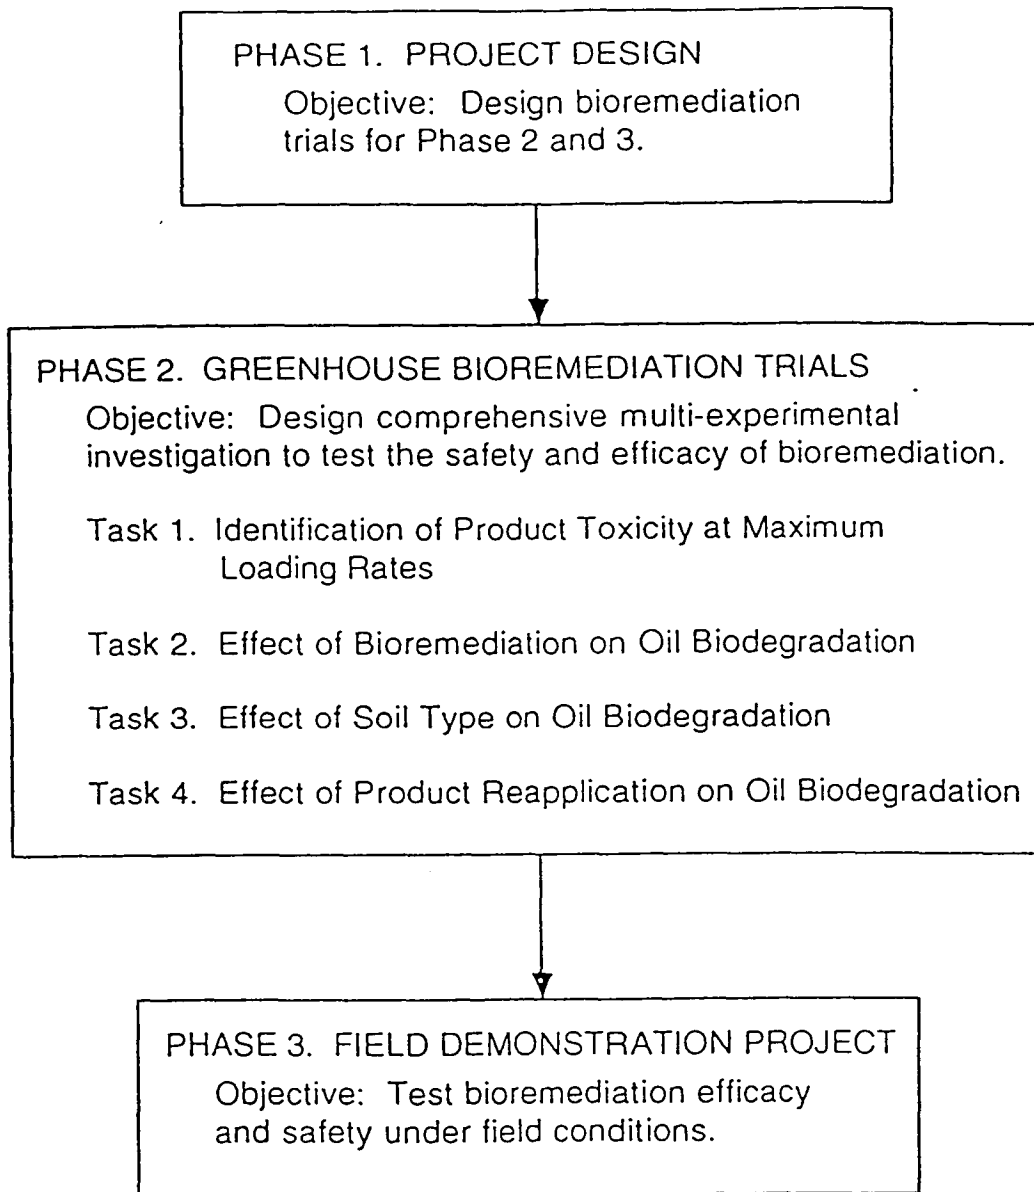 PHASE 1. PROJECT DESIGN
Objective: Design bioremediation
trials for Phase 2 and 3.
PHASE 2. GREENHOUSE BIOREMEDIATION TRIALS
Objective: Design comprehensive multi-experimental
investigation to test the safety and efficacy of bioremediation.
Task 1. Identification of Product Toxicity at Maximum
Loading Rates
Task 2. Effect of Bioremediation on Oil Biodegradation
Task 3. Effect of Soil Type on Oil Biodegradation
Task 4. Effect of Product Reapplication on Oil Biodegradation
PHASE 3. FIELD DEMONSTRATION PROJECT
Objective: Test bioremediation efficacy
and safety under field conditions.